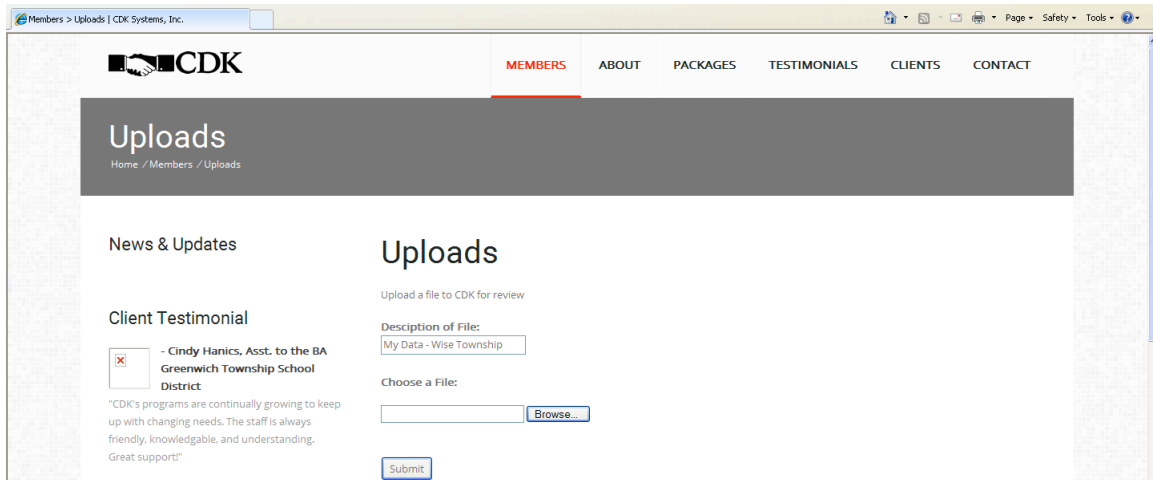 Members > Uploads | CDK Systems, Inc.
Page Safety Tools
CDK
MEMBERS ABOUT PACKAGES TESTIMONIALS CLIENTS CONTACT
Uploads
Home / Members / Uploads
News & Updates
Client Testimonial
- Cindy Hanics, Asst. to the BA
Greenwich Township School
District
"CDK's programs are continually growing to keep
up with changing needs. The staff is always
friendly, knowledgable, and understanding.
Great support!"
Uploads
Upload a file to CDK for review
Desciption of File:
My Data - Wise Township
Choose a File:
Browse...
Submit